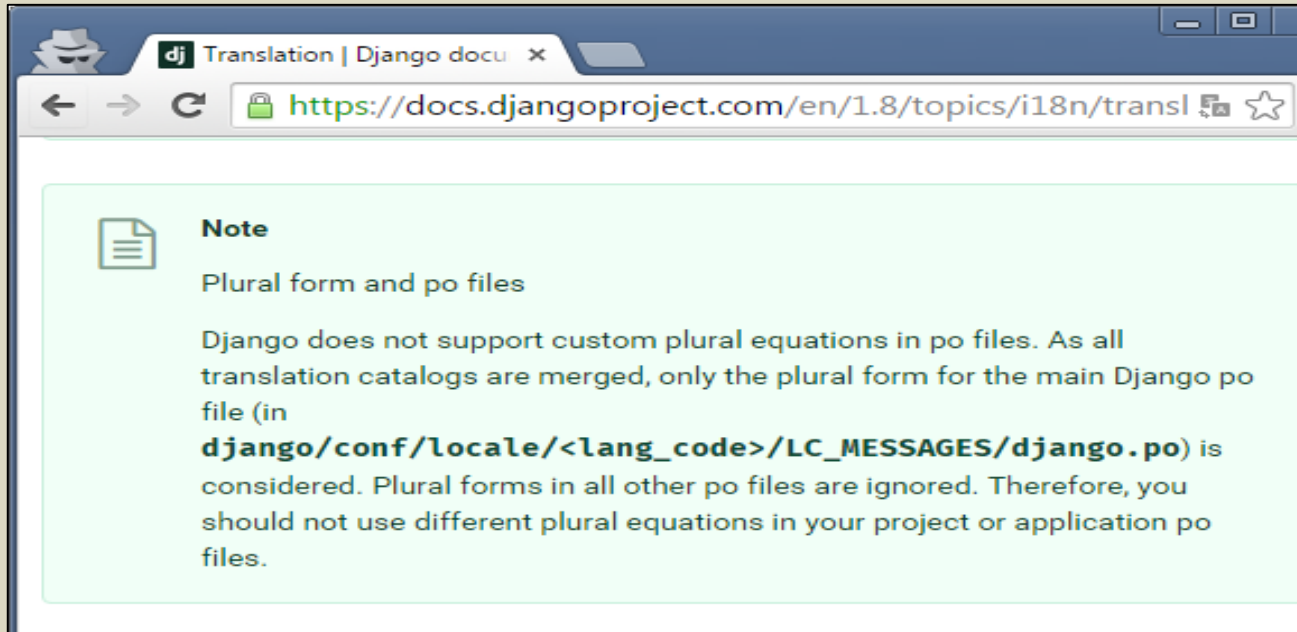 dj Translation | Django docu
https://docs.djangoproject.com/en/1.8/topics/i18n/transl
Note
Plural form and po files
Django does not support custom plural equations in po files. As all
translation catalogs are merged, only the plural form for the main Django po
file (in
django/conf/locale/<lang_code>/LC_MESSAGES/django.po) is
considered. Plural forms in all other po files are ignored. Therefore, you
should not use different plural equations in your project or application po
files.